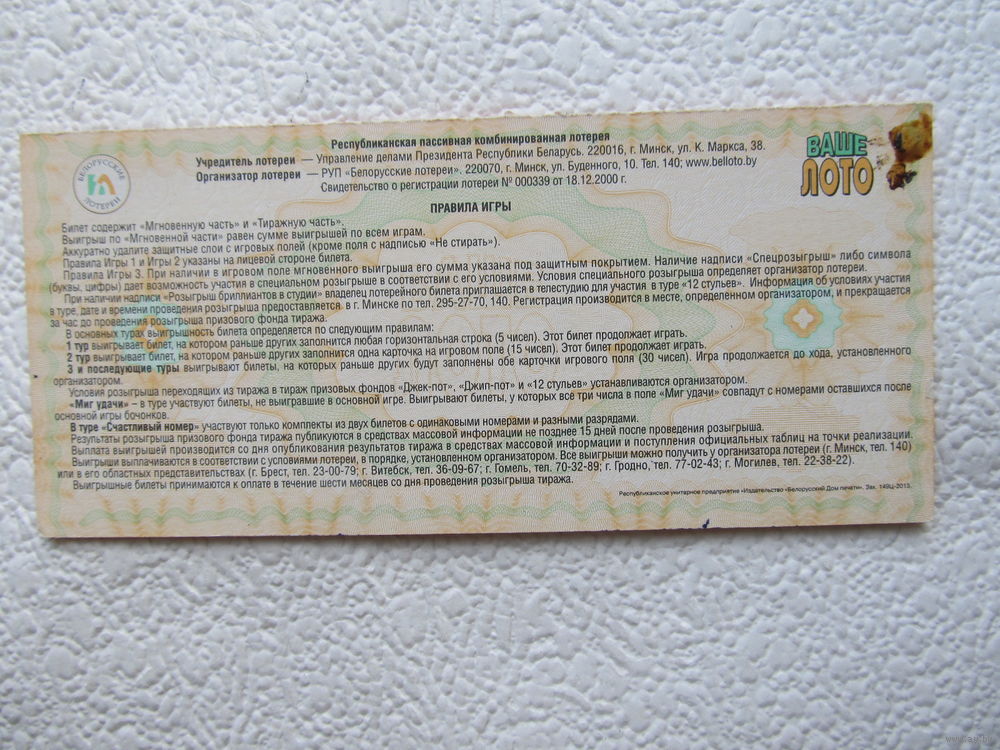 Республиканская пассивная комбинированная лотерея
Учредитель лотереи — Управление делами Президента Республики Беларусь. 220016, г. Минск, ул. К. Маркса, 38.
Организатор лотереи — РУП «Белорусские лотереи». 220070, г. Минск, ул. Буденного, 10. Тел. 140; www.belloto.by
Свидетельство о регистрации лотереи № 000339 от 18.12.2000 г.
БЕЛОРУССКИЕ
ЛОТЕРЕИ
ВАШЕ
ЛОТО
ПРАВИЛА ИГРЫ
Билет содержит «Мгновенную часть» и «Тиражную часть».
Выигрыш по «Мгновенной части» равен сумме выигрышей по всем играм.
Аккуратно удалите защитные слои с игровых полей (кроме поля с надписью «Не стирать»).
Правила Игры 1 и Игры 2 указаны на лицевой стороне билета.
Правила Игры 3. При наличии в игровом поле мгновенного выигрыша его сумма указана под защитным покрытием. Наличие надписи «Спецрозыгрыш» либо символа
(буквы, цифры) дает возможность участия в специальном розыгрыше в соответствии с его условиями. Условия специального розыгрыша определяет организатор лотереи.
При наличии надписи «Розыгрыш бриллиантов в студии» владелец лотерейного билета приглашается в телестудию для участия в туре «12 стульев». Информация об условиях участия
в туре, дате и времени проведения розыгрыша предоставляется в г. Минске по тел. 295-27-70, 140. Регистрация производится в месте, определенном организатором, и прекращается
за час до проведения розыгрыша призового фонда тиража.
В основных турах выигрышность билета определяется по следующим правилам:
1 тур выигрывает билет, на котором раньше других заполнится любая горизонтальная строка (5 чисел). Этот билет продолжает играть.
2 тур выигрывает билет, на котором раньше других заполнится одна карточка на игровом поле (15 чисел). Этот билет продолжает играть.
3 и последующие туры выигрывают билеты, на которых раньше других будут заполнены обе карточки игрового поля (30 чисел). Игра продолжается до хода, установленного
организатором.
Условия розыгрыша переходящих из тиража в тираж призовых фондов «Джек-пот», «Джип-пот» и «12 стульев» устанавливаются организатором.
«Миг удачи» – в туре участвуют билеты, не выигравшие в основной игре. Выигрывают билеты, у которых все три числа в поле «Миг удачи» совпадут с номерами оставшихся после
основной игры бочонков.
В туре «Счастливый номер» участвуют только комплекты из двух билетов с одинаковыми номерами и разными разрядами.
Результаты розыгрыша призового фонда тиража публикуются в средствах массовой информации не позднее 15 дней после проведения розыгрыша.
Выплата выигрышей производится со дня опубликования результатов тиража в средствах массовой информации и поступления официальных таблиц на точки реализации.
Выигрыши выплачиваются в соответствии с условиями лотереи, в порядке, установленном организатором. Все выигрыши можно получить у организатора лотереи (г. Минск, тел. 140)
или в его областных представительствах (г. Брест, тел. 23-00-79; г. Витебск, тел. 36-09-67; г. Гомель, тел. 70-32-89; г. Гродно, тел. 77-02-43; г. Могилев, тел. 22-38-22).
Выигрышные билеты принимаются к оплате в течение шести месяцев со дня проведения розыгрыша тиража.
Республиканское унитарное предприятие «Издательство «Белорусский Дом печати». Зак. 149Ц-2013.